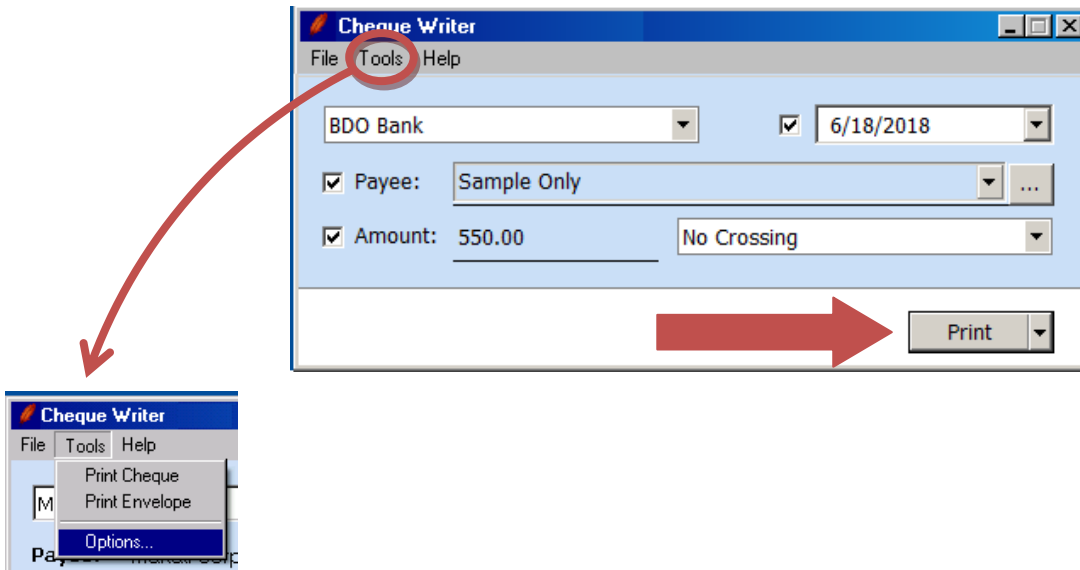 Cheque Writer
File Tools Help
BDO Bank 6/18/2018
Payee: Sample Only ...
Amount: 550.00 No Crossing
Print
Cheque Writer
File Tools Help
Print Cheque
M Print Envelope
Options...